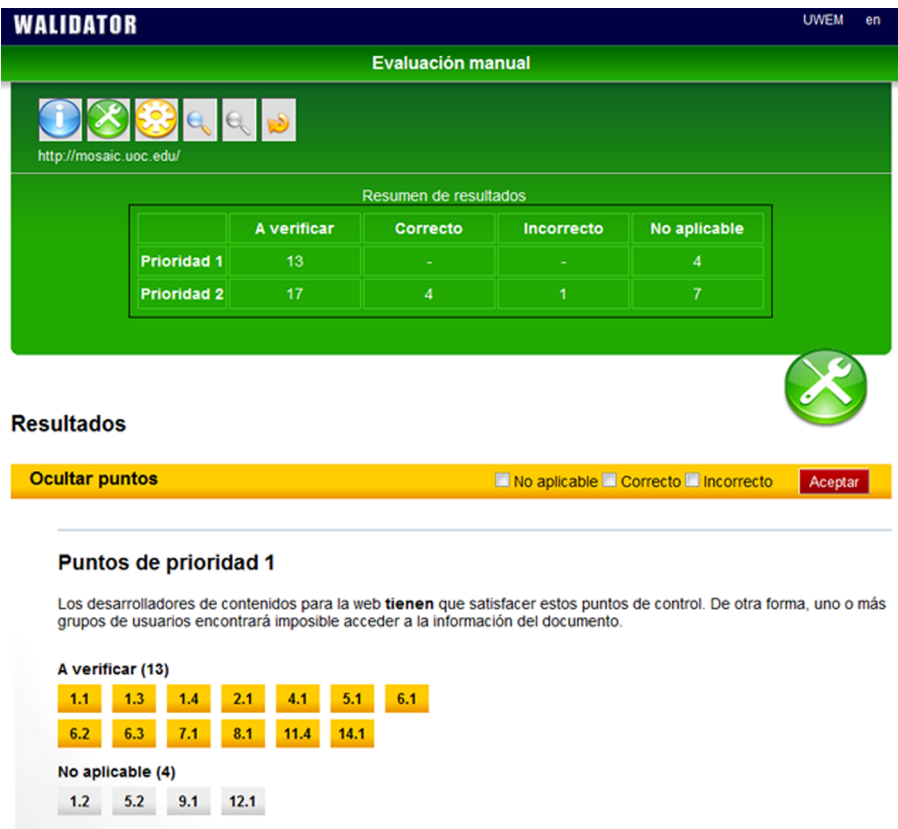 WALIDATOR
UWEM en
Evaluación manual
http://mosaic.uoc.edu/
Resumen de resultados
A verificar Correcto Incorrecto No aplicable
Prioridad 1 13 - - 4
Prioridad 2 17 4 1 7
Resultados
Ocultar puntos No aplicable Correcto Incorrecto Aceptar
Puntos de prioridad 1
Los desarrolladores de contenidos para la web tienen que satisfacer estos puntos de control. De otra forma, uno o más
grupos de usuarios encontrará imposible acceder a la información del documento.
A verificar (13)
1.1 1.3 1.4 2.1 4.1 5.1 6.1
6.2 6.3 7.1 8.1 11.4 14.1
No aplicable (4)
1.2 5.2 9.1 12.1